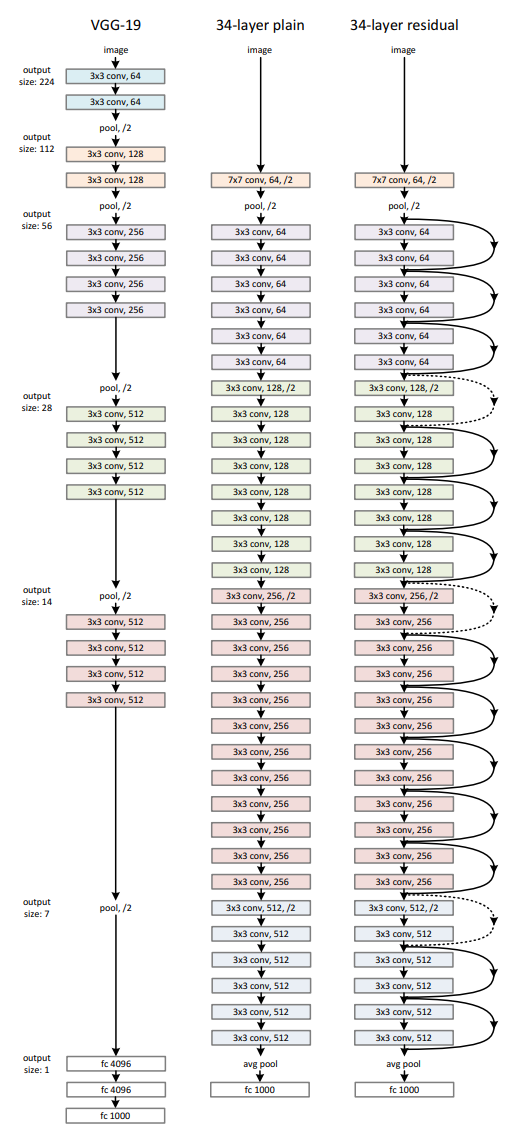 output
size: 224
output
size: 112
output
size: 56
output
size: 28
output
size: 14
output
size: 7
output
size: 1
VGG-19
image
3x3 conv, 64
3x3 conv, 64
pool, /2
3x3 conv, 128
3x3 conv, 128
pool, /2
3x3 conv, 256
3x3 conv, 256
3x3 conv, 256
3x3 conv, 256
pool, /2
3x3 conv, 512
3x3 conv, 512
3x3 conv, 512
3x3 conv, 512
pool, /2
3x3 conv, 512
3x3 conv, 512
3x3 conv, 512
3x3 conv, 512
pool, /2
fc 4096
fc 4096
fc 1000
34-layer plain
image
7x7 conv, 64, /2
pool, /2
3x3 conv, 64
3x3 conv, 64
3x3 conv, 64
3x3 conv, 64
3x3 conv, 64
3x3 conv, 64
3x3 conv, 128, /2
3x3 conv, 128
3x3 conv, 128
3x3 conv, 128
3x3 conv, 128
3x3 conv, 128
3x3 conv, 128
3x3 conv, 128
3x3 conv, 256, /2
3x3 conv, 256
3x3 conv, 256
3x3 conv, 256
3x3 conv, 256
3x3 conv, 256
3x3 conv, 256
3x3 conv, 256
3x3 conv, 256
3x3 conv, 256
3x3 conv, 256
3x3 conv, 256
3x3 conv, 512, /2
3x3 conv, 512
3x3 conv, 512
3x3 conv, 512
3x3 conv, 512
3x3 conv, 512
avg pool
fc 1000
34-layer residual
image
7x7 conv, 64, /2
pool, /2
3x3 conv, 64
3x3 conv, 64
3x3 conv, 64
3x3 conv, 64
3x3 conv, 64
3x3 conv, 64
3x3 conv, 128, /2
3x3 conv, 128
3x3 conv, 128
3x3 conv, 128
3x3 conv, 128
3x3 conv, 128
3x3 conv, 128
3x3 conv, 128
3x3 conv, 256, /2
3x3 conv, 256
3x3 conv, 256
3x3 conv, 256
3x3 conv, 256
3x3 conv, 256
3x3 conv, 256
3x3 conv, 256
3x3 conv, 256
3x3 conv, 256
3x3 conv, 256
3x3 conv, 256
3x3 conv, 512, /2
3x3 conv, 512
3x3 conv, 512
3x3 conv, 512
3x3 conv, 512
3x3 conv, 512
avg pool
fc 1000